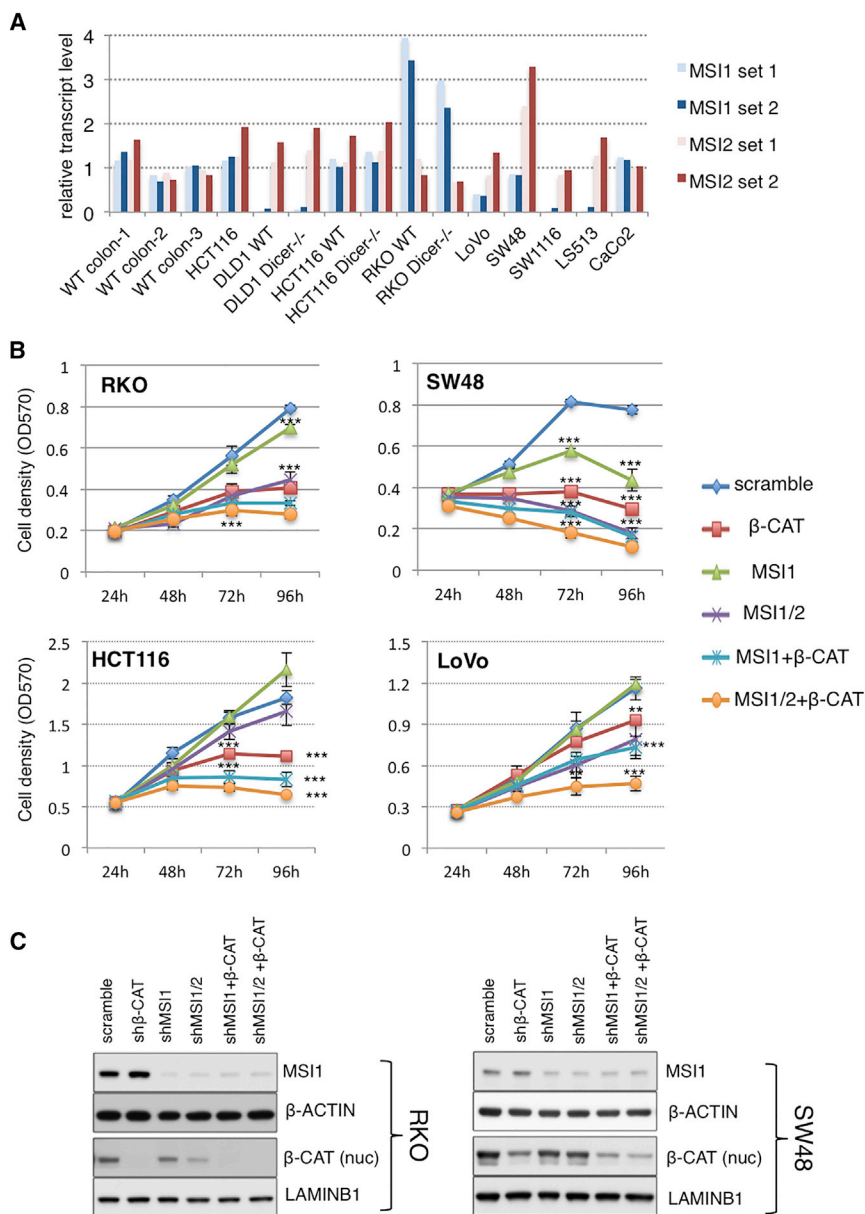 A
relative transcript level
4
3
2
1
0
WT colon-1
WT colon-2
WT colon-3
HCT116
DLD1 WT
DLD1 Dicer-/-
HCT116 WT
HCT116 Dicer-/-
RKO WT
RKO Dicer-/-
LoVo
SW48
SW1116
LS513
CaCo2
MSI1 set 1
MSI1 set 2
MSI2 set 1
MSI2 set 2
B
RKO
Cell density (OD570)
1
0.8
0.6
0.4
0.2
0
24h 48h 72h 96h
***
***
***
SW48
1
0.8
0.6
0.4
0.2
0
24h 48h 72h 96h
*** ***
*** ***
*** ***
HCT116
Cell density (OD570)
2.5
2
1.5
1
0.5
0
24h 48h 72h 96h
*** ***
*** ***
***
LoVo
1.5
1.2
0.9
0.6
0.3
0
24h 48h 72h 96h
**
***
** ***
scramble
β-CAT
MSI1
MSI1/2
MSI1+β-CAT
MSI1/2+β-CAT
C
scramble
shβ-CAT
shMSI1
shMSI1/2
shMSI1+β-CAT
shMSI1/2 +β-CAT
MSI1
β-ACTIN
β-CAT (nuc)
LAMINB1
RKO
scramble
shβ-CAT
shMSI1
shMSI1/2
shMSI1+β-CAT
shMSI1/2 +β-CAT
MSI1
β-ACTIN
β-CAT (nuc)
LAMINB1
SW48